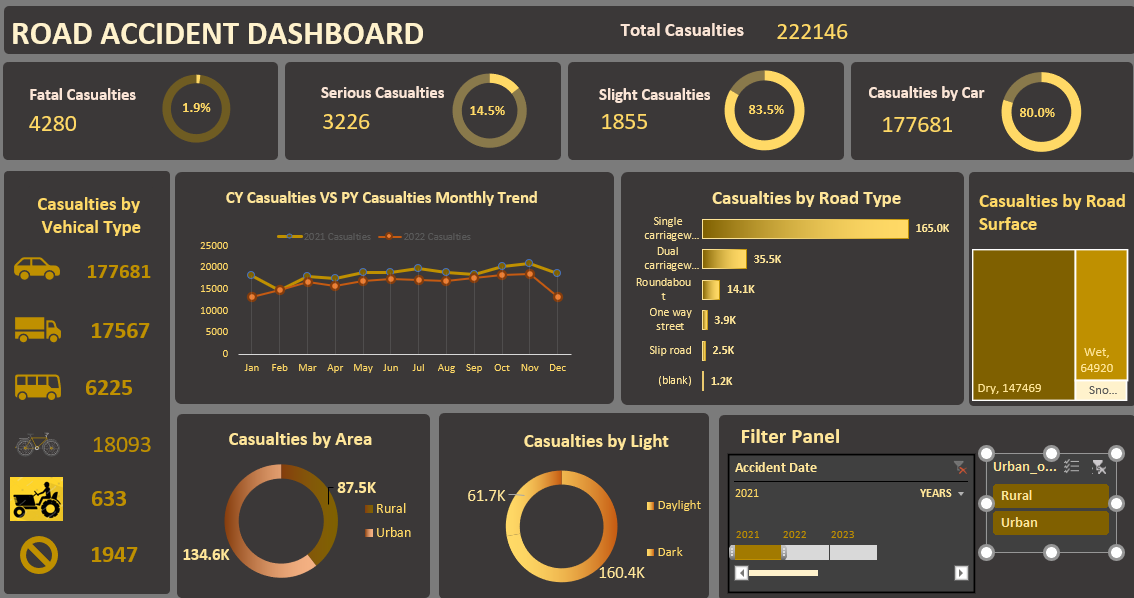 ROAD ACCIDENT DASHBOARD
Total Casualties 222146
Fatal Casualties
4280
1.9%
Serious Casualties
3226
14.5%
Slight Casualties
1855
83.5%
Casualties by Car
177681
80.0%
Casualties by
Vehical Type
177681
17567
6225
18093
633
1947
CY Casualties VS PY Casualties Monthly Trend
2021 Casualties 2022 Casualties
25000
20000
15000
10000
5000
0
Jan Feb Mar Apr May Jun Jul Aug Sep Oct Nov Dec
Casualties by Road Type
Single
carriagew...
165.0K
Dual
carriagew...
35.5K
Roundabou
t
14.1K
One way
street
3.9K
Slip road 2.5K
(blank) 1.2K
Casualties by Road
Surface
Dry, 147469
Wet,
64920
Sno...
Casualties by Area
87.5K
134.6K
Rural
Urban
Casualties by Light
61.7K
160.4K
Daylight
Dark
Filter Panel
Accident Date
2021 YEARS
2021 2022 2023
Urban_o...
Rural
Urban